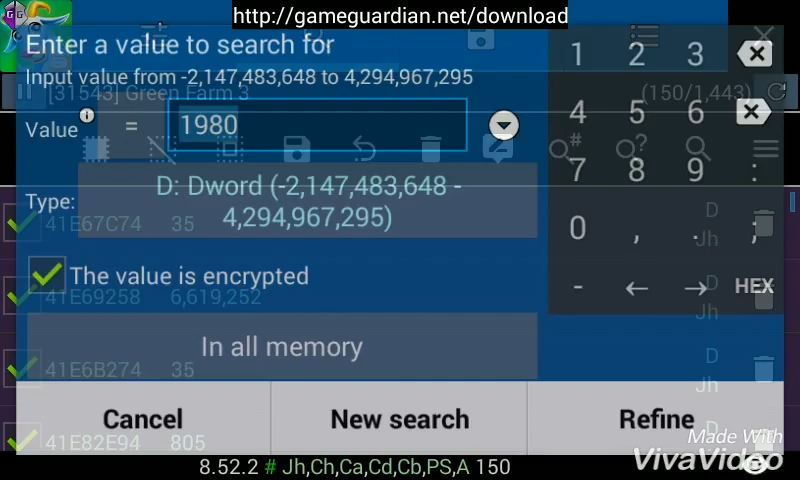 http://gameguardian.net/download
Enter a value to search for
Input value from -2,147,483,648 to 4,294,967,295
[31543] Green Farm 3
(150/1,443)
Value
i
=
1980
Type:
D: Dword (-2,147,483,648 -
4,294,967,295)
The value is encrypted
In all memory
Cancel
New search
Refine
1 2 3
4 5 6
7 8 9 :
0 , . ;
- ← → HEX
#
?
41E67C74 35
D
Jh
41E69258 6,619,252
D
Jh
41E6B274 35
D
Jh
41E82E94 805
D
8.52.2 # Jh,Ch,Ca,Cd,Cb,PS,A 150
Made With
VivaVideo